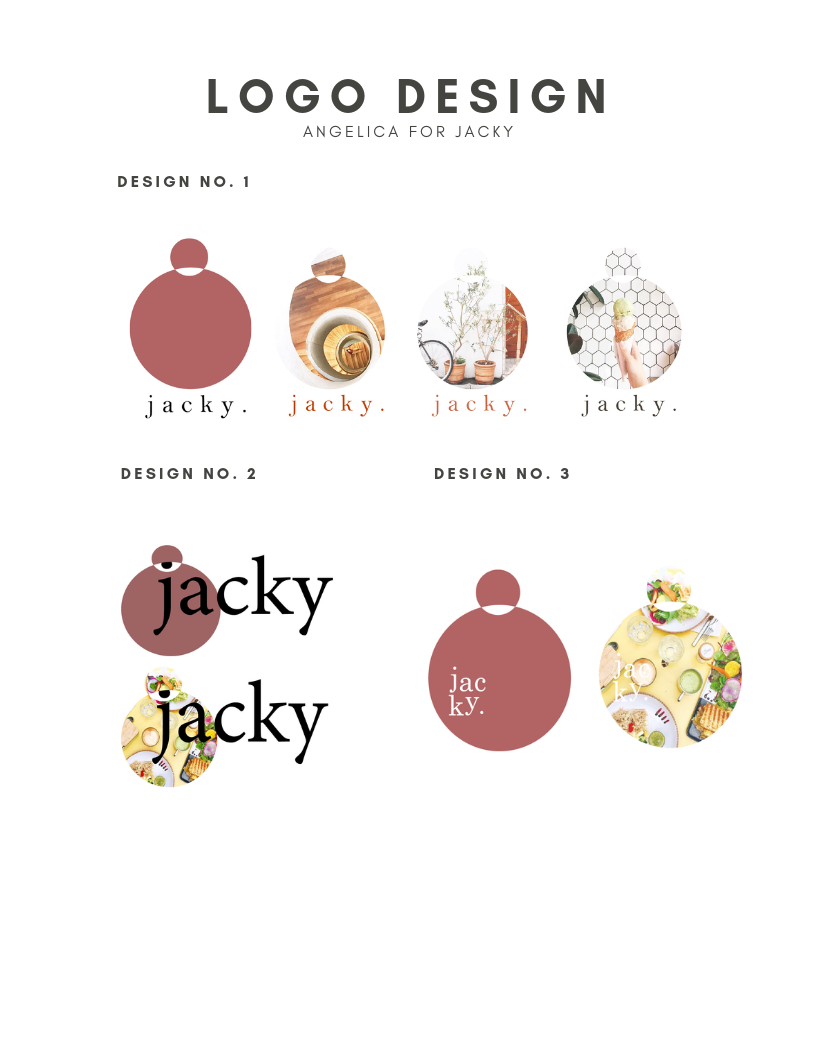 LOGO DESIGN
ANGELICA FOR JACKY
DESIGN NO. 1
jacky.
jacky.
jacky.
jacky.
DESIGN NO. 2
jacky
jacky
DESIGN NO. 3
jac
ky.
jac
ky.